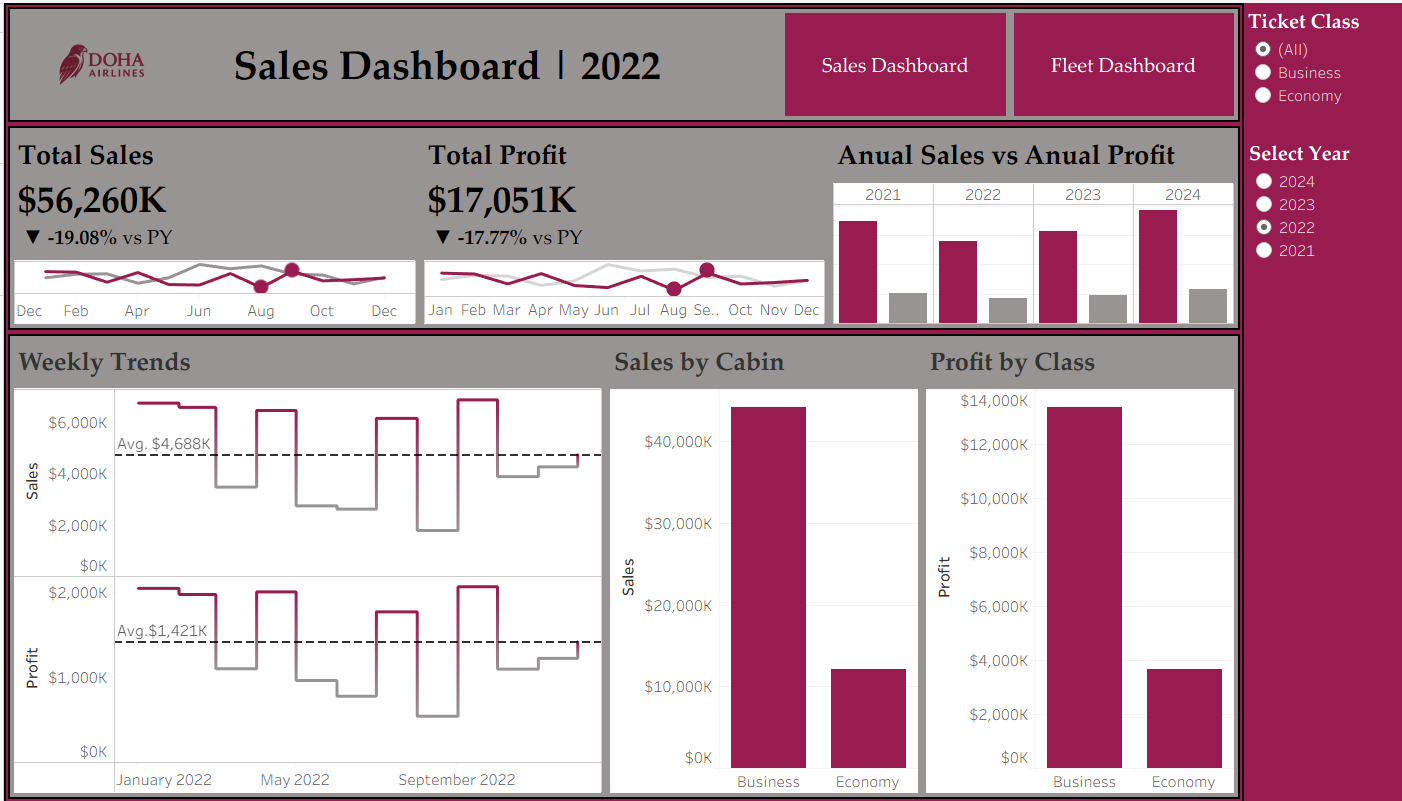 DOHA
AIRLINES
Sales Dashboard | 2022
Sales Dashboard
Fleet Dashboard
Ticket Class
(All)
Business
Economy
Select Year
2024
2023
2022
2021
Total Sales
$56,260K
▼ -19.08% vs PY
Dec Feb Apr Jun Aug Oct Dec
Total Profit
$17,051K
▼ -17.77% vs PY
Jan Feb Mar Apr May Jun Jul Aug Se.. Oct Nov Dec
Anual Sales vs Anual Profit
2021 2022 2023 2024
Weekly Trends
Sales
$6,000K
Avg. $4,688K
$4,000K
$2,000K
$0K
Profit
$2,000K
Avg.$1,421K
$1,000K
$0K
January 2022 May 2022 September 2022
Sales by Cabin
Sales
$40,000K
$30,000K
$20,000K
$10,000K
$0K
Business Economy
Profit by Class
Profit
$14,000K
$12,000K
$10,000K
$8,000K
$6,000K
$4,000K
$2,000K
$0K
Business Economy